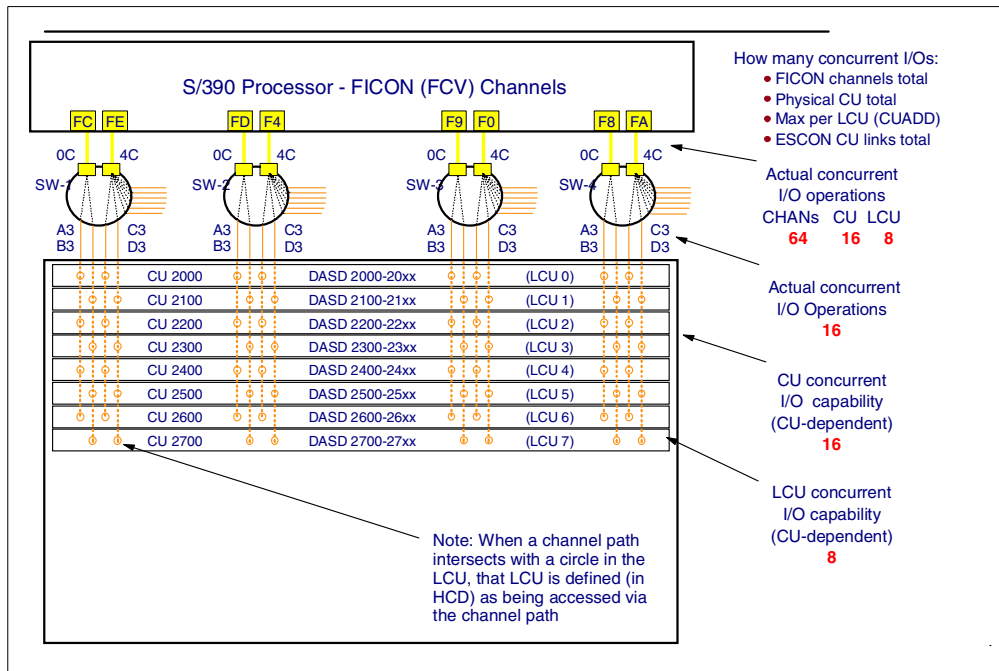 S/390 Processor - FICON (FCV) Channels
FC FE FD F4 F9 F0 F8 FA
0C 4C 0C 4C 0C 4C 0C 4C
SW-1 SW-2 SW-3 SW-4
A3 C3 A3 C3 A3 C3 A3 C3
B3 D3 B3 D3 B3 D3 B3 D3
CU 2000 DASD 2000-20xx (LCU 0)
CU 2100 DASD 2100-21xx (LCU 1)
CU 2200 DASD 2200-22xx (LCU 2)
CU 2300 DASD 2300-23xx (LCU 3)
CU 2400 DASD 2400-24xx (LCU 4)
CU 2500 DASD 2500-25xx (LCU 5)
CU 2600 DASD 2600-26xx (LCU 6)
CU 2700 DASD 2700-27xx (LCU 7)
Note: When a channel path
intersects with a circle in the
LCU, that LCU is defined (in
HCD) as being accessed via
the channel path
How many concurrent I/Os:
• FICON channels total
• Physical CU total
• Max per LCU (CUADD)
• ESCON CU links total
Actual concurrent
I/O operations
CHANs CU LCU
64 16 8
Actual concurrent
I/O Operations
16
CU concurrent
I/O capability
(CU-dependent)
16
LCU concurrent
I/O capability
(CU-dependent)
8